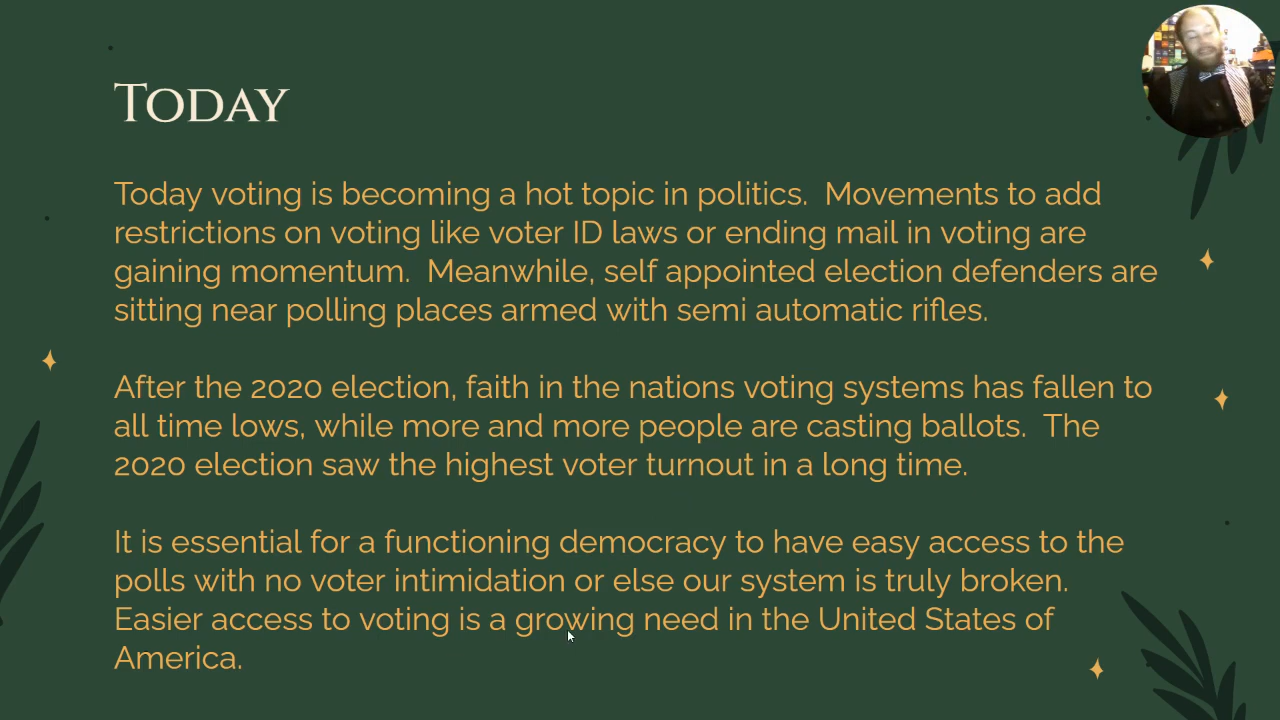 Today
Today voting is becoming a hot topic in politics.  Movements to add
restrictions on voting like voter ID laws or ending mail in voting are
gaining momentum.  Meanwhile, self appointed election defenders are
sitting near polling places armed with semi automatic rifles.
After the 2020 election, faith in the nations voting systems has fallen to
all time lows, while more and more people are casting ballots.  The
2020 election saw the highest voter turnout in a long time.
It is essential for a functioning democracy to have easy access to the
polls with no voter intimidation or else our system is truly broken.
Easier access to voting is a growing need in the United States of
America.